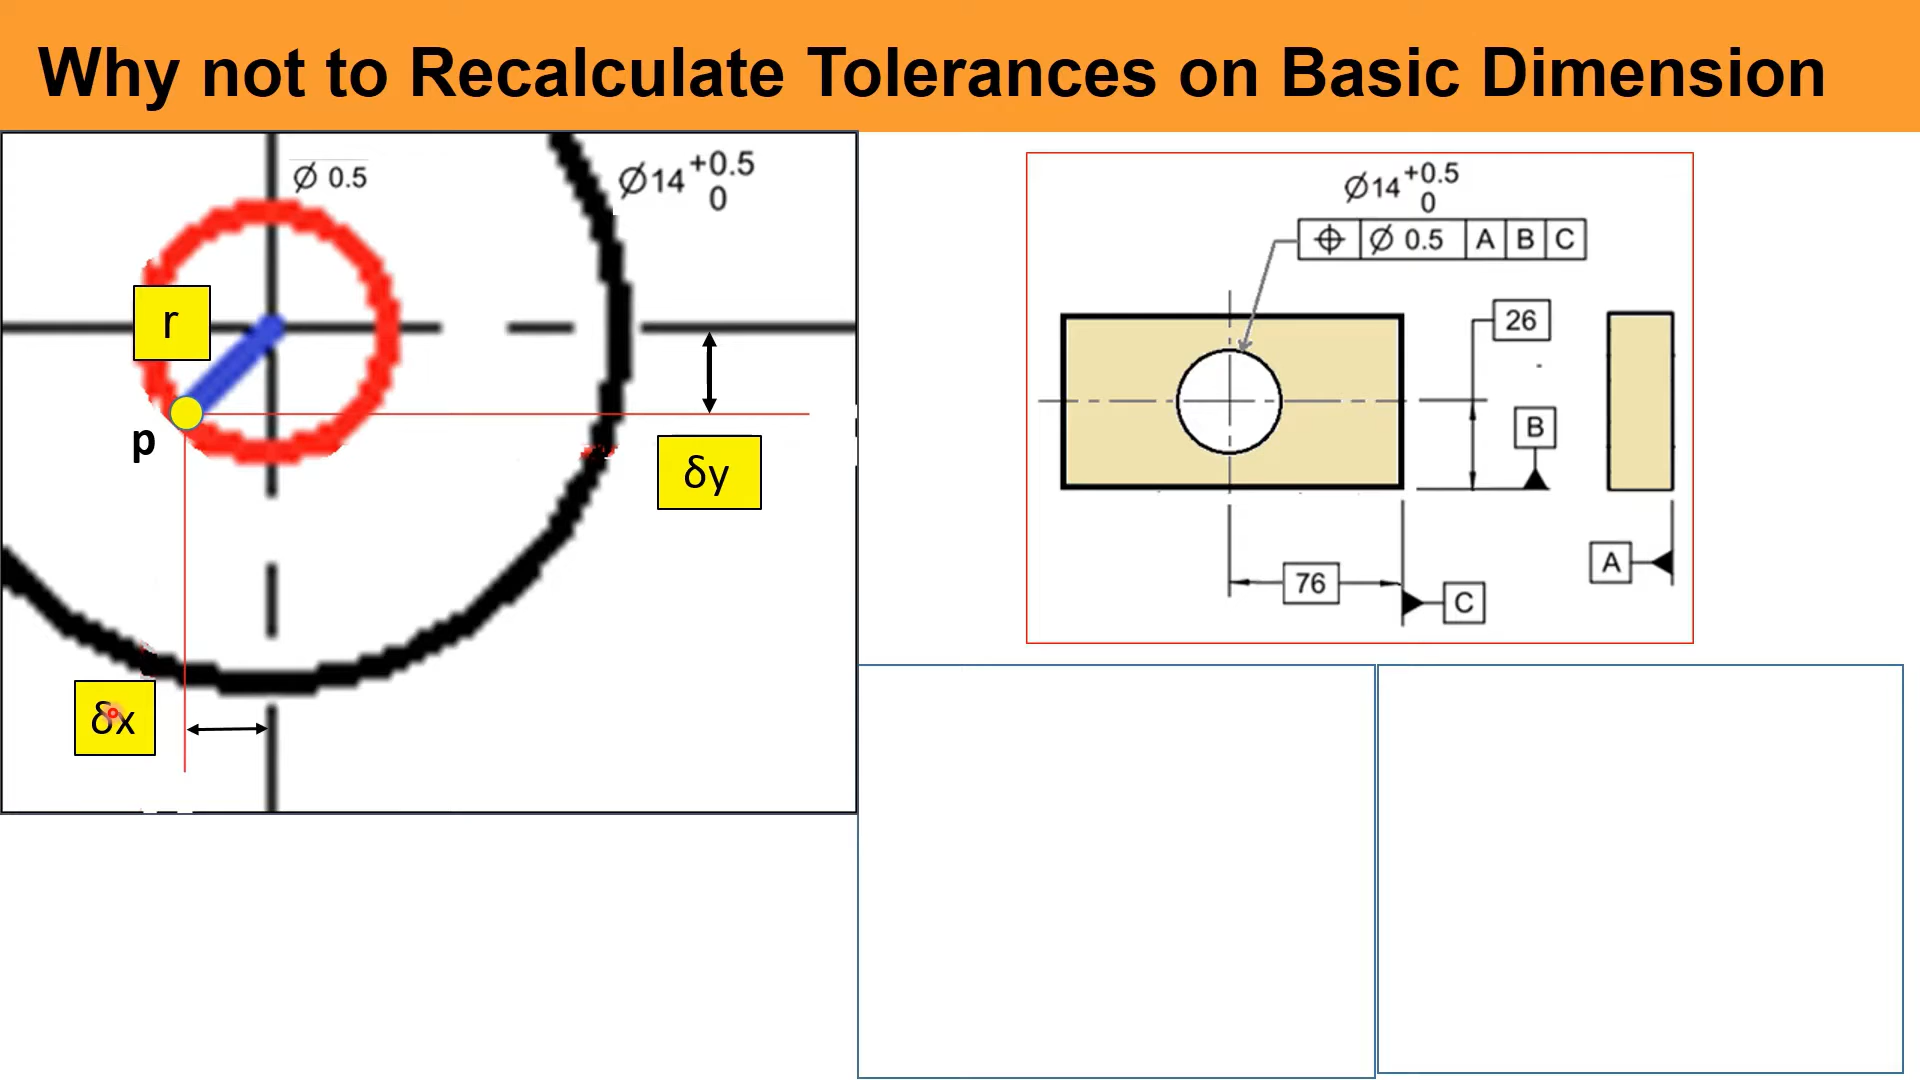 Why not to Recalculate Tolerances on Basic Dimension
Ø 0.5
Ø14 +0.5 0
r
p
δy
δx
Ø14 +0.5 0
⌖ Ø 0.5 A B C
26
B
A
76
C